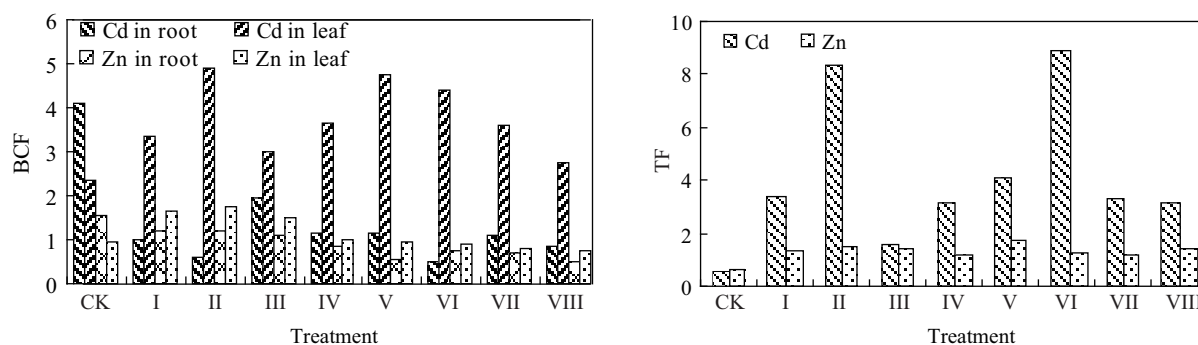 6
5
4
3
2
1
0
BCF
Cd in root Cd in leaf
Zn in root Zn in leaf
CK I II III IV V VI VII VIII
Treatment
10
8
6
4
2
0
TF
Cd Zn
CK I II III IV V VI VII VIII
Treatment